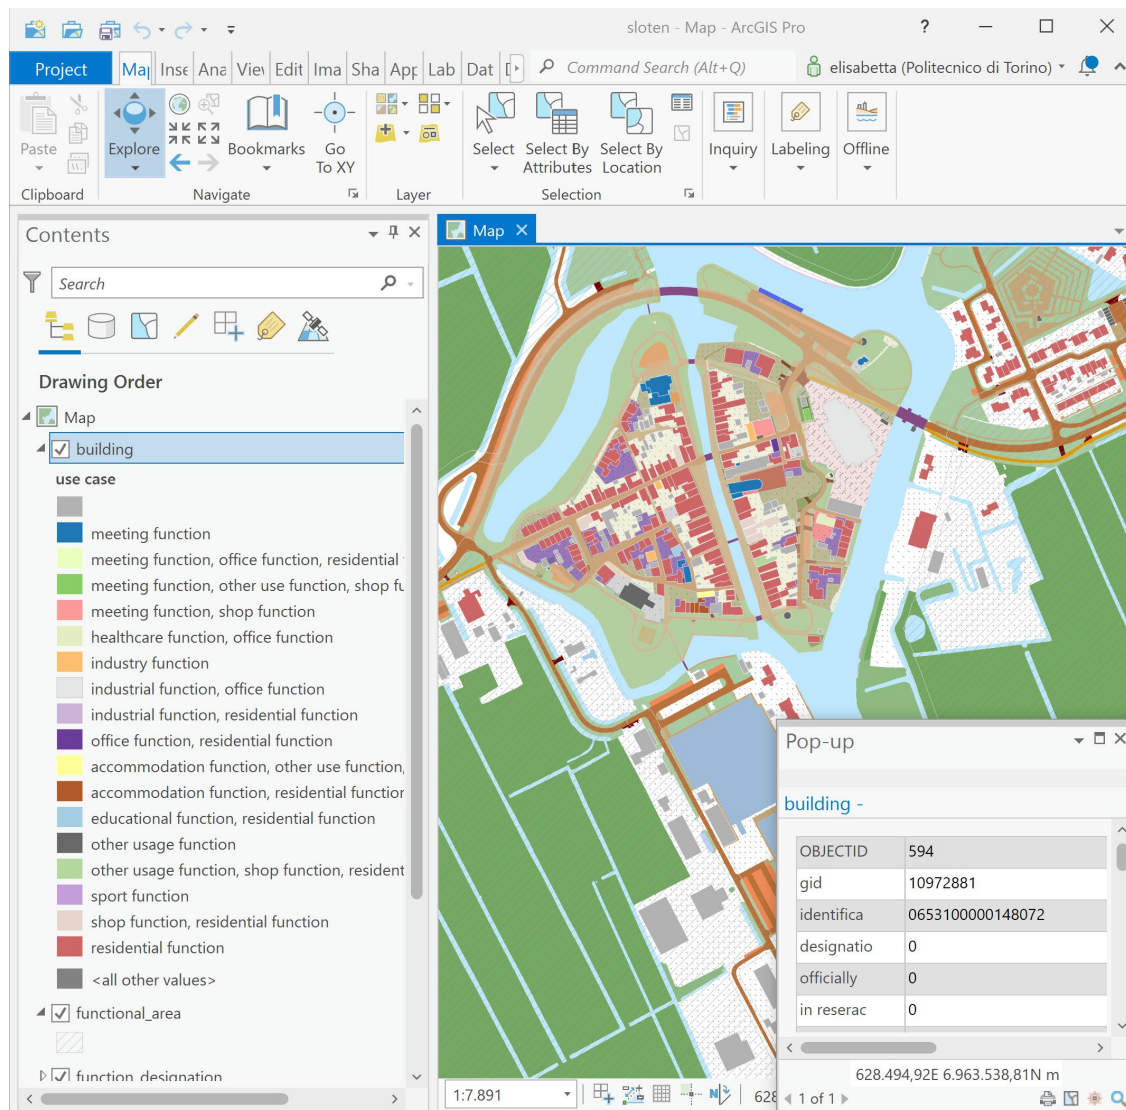 sloten - Map - ArcGIS Pro
?
Project
Map
Inse
Ana
Viev
Edit
Ima
Sha
App
Lab
Dat
Command Search (Alt+Q)
elisabetta (Politecnico di Torino)
Paste
Explore
Bookmarks
Go
To XY
Select
Select By
Attributes
Select By
Location
Inquiry
Labeling
Offline
Clipboard
Navigate
Layer
Selection
Contents
Map
Search
Drawing Order
Map
building
use case
meeting function
meeting function, office function, residential
meeting function, other use function, shop fu
meeting function, shop function
healthcare function, office function
industry function
industrial function, office function
industrial function, residential function
office function, residential function
accommodation function, other use function,
accommodation function, residential function
educational function, residential function
other usage function
other usage function, shop function, resident
sport function
shop function, residential function
residential function
<all other values>
functional_area
function_designation
Pop-up
building -
OBJECTID 594
gid 10972881
identifica 0653100000148072
designatio 0
officially 0
in reserac 0
628.494,92E 6.963.538,81N m
1 of 1
1:7.891
628